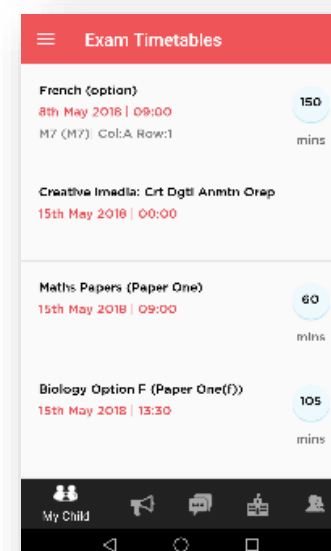 Exam Timetables
French (option)
8th May 2018 | 09:00
150
M7 (M7)| Col:A Row:1
mins
Creative Imedia: Crt Dgtl Anmtn Orep
15th May 2018 | 00:00
Maths Papers (Paper One)
15th May 2018 | 09:00
60
mins
Biology Option F (Paper One(f))
15th May 2018 | 13:30
105
mins
My Child